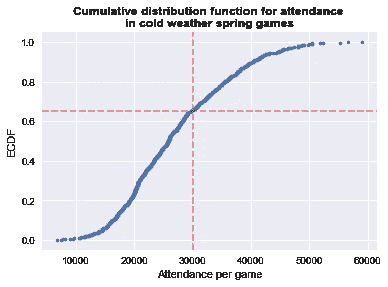 Cumulative distribution function for attendance
in cold weather spring games
1.0
0.8
0.6
0.4
0.2
0.0
ECDF
10000 20000 30000 40000 50000 60000
Attendance per game